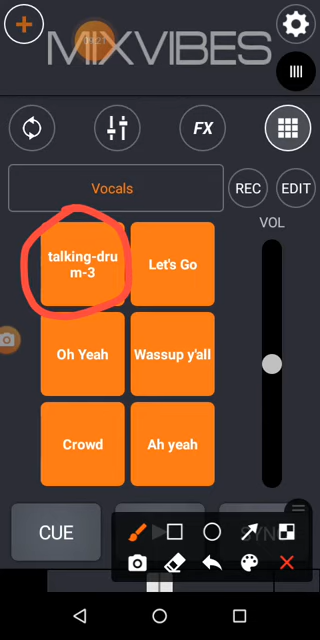 MIXVIBES
FX
Vocals
REC
EDIT
VOL
talking-dru
m-3
Let's Go
Oh Yeah
Wassup y'all
Crowd
Ah yeah
CUE